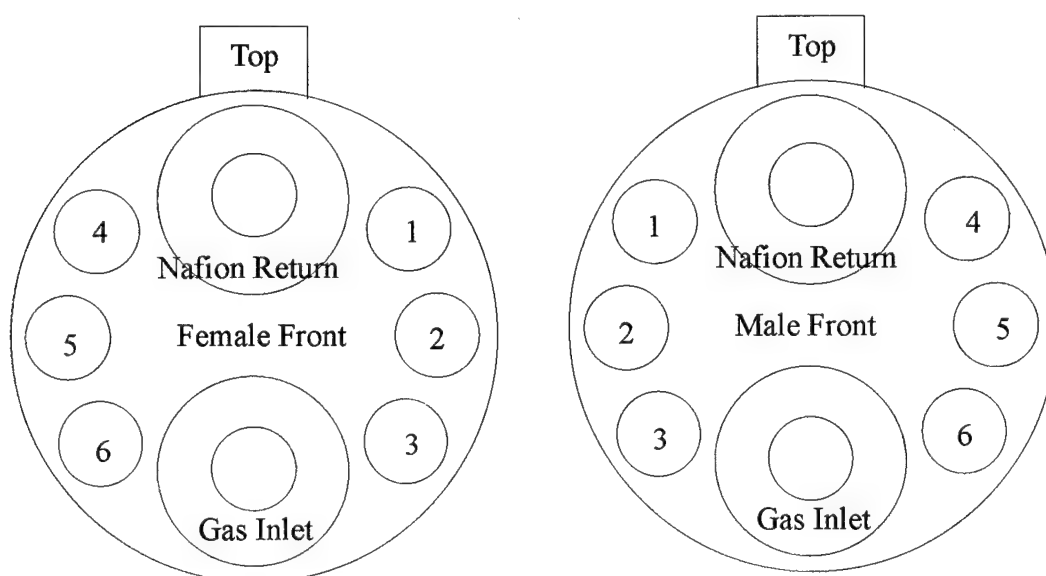 Top
4
1
Nafion Return
5
Female Front
2
6
3
Gas Inlet
Top
1
4
Nafion Return
2
Male Front
5
3
6
Gas Inlet